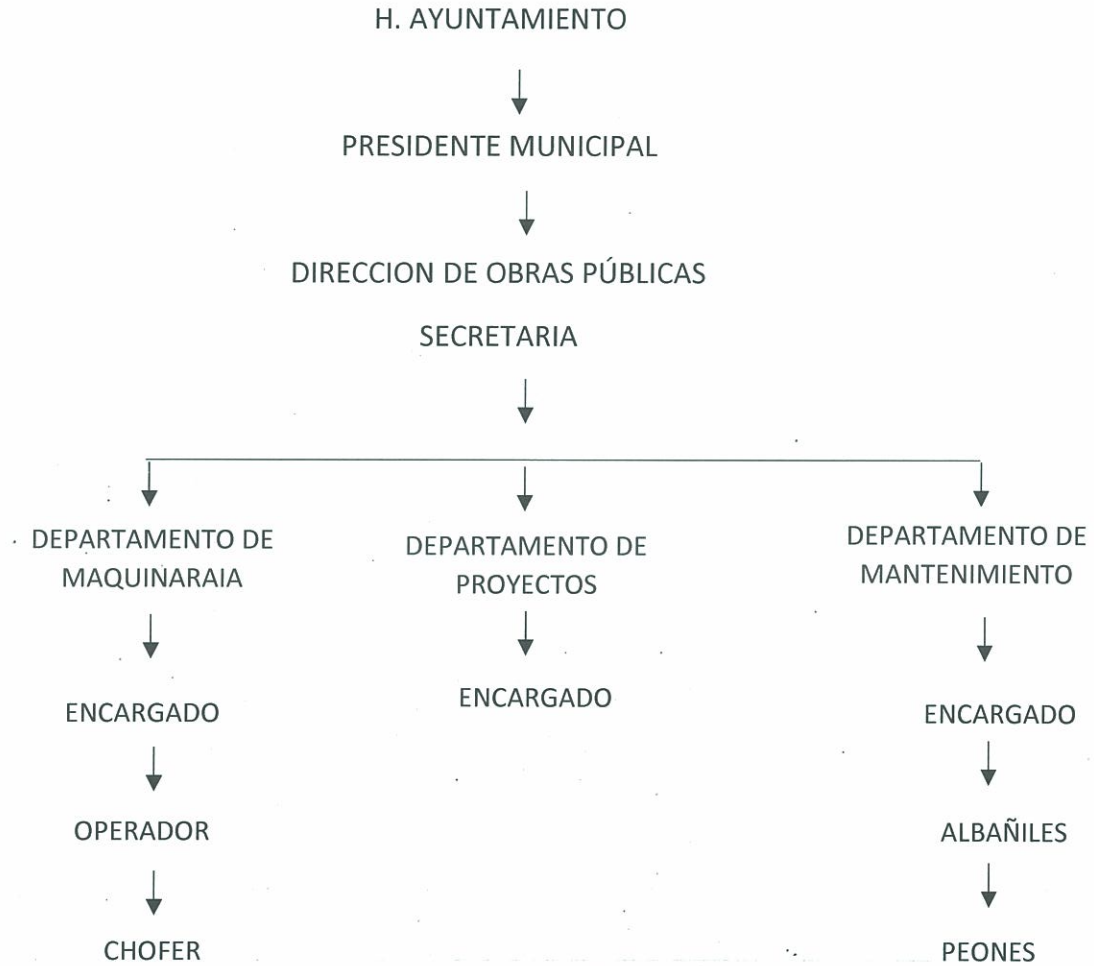 H. AYUNTAMIENTO
PRESIDENTE MUNICIPAL
DIRECCION DE OBRAS PÚBLICAS
SECRETARIA
DEPARTAMENTO DE
MAQUINARAIA
ENCARGADO
OPERADOR
CHOFER
DEPARTAMENTO DE
PROYECTOS
ENCARGADO
DEPARTAMENTO DE
MANTENIMIENTO
ENCARGADO
ALBAÑILES
PEONES